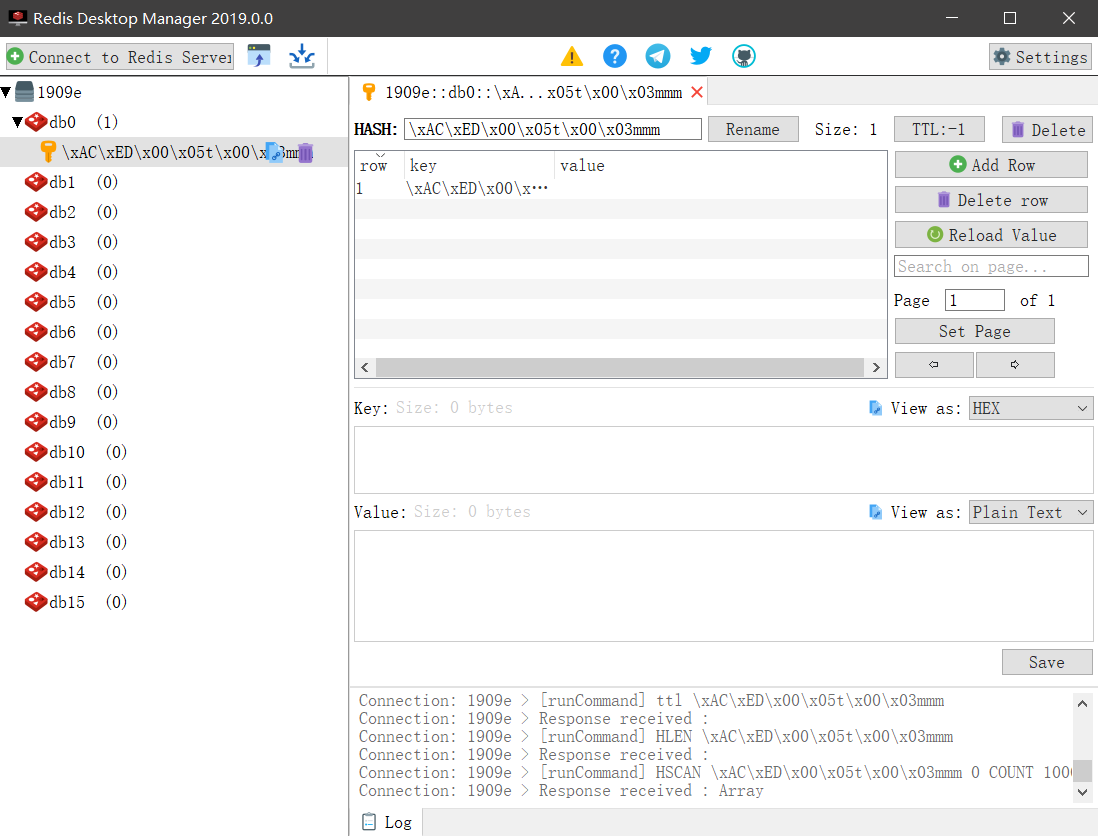 Redis Desktop Manager 2019.0.0
Connect to Redis Server
Settings
1909e
db0 (1)
\xAC\xED\x00\x05t\x00\x03mmm
db1 (0)
db2 (0)
db3 (0)
db4 (0)
db5 (0)
db6 (0)
db7 (0)
db8 (0)
db9 (0)
db10 (0)
db11 (0)
db12 (0)
db13 (0)
db14 (0)
db15 (0)
1909e::db0::\xA...x05t\x00\x03mmm
HASH: \xAC\xED\x00\x05t\x00\x03mmm Rename Size: 1 TTL:-1 Delete
row key value
1 \xAC\xED\x00\x…
Add Row
Delete row
Reload Value
Search on page...
Page 1 of 1
Set Page
Key: Size: 0 bytes View as: HEX
Value: Size: 0 bytes View as: Plain Text
Save
Connection: 1909e > [runCommand] ttl \xAC\xED\x00\x05t\x00\x03mmm
Connection: 1909e > Response received :
Connection: 1909e > [runCommand] HLEN \xAC\xED\x00\x05t\x00\x03mmm
Connection: 1909e > Response received :
Connection: 1909e > [runCommand] HSCAN \xAC\xED\x00\x05t\x00\x03mmm 0 COUNT 1000
Connection: 1909e > Response received : Array
Log